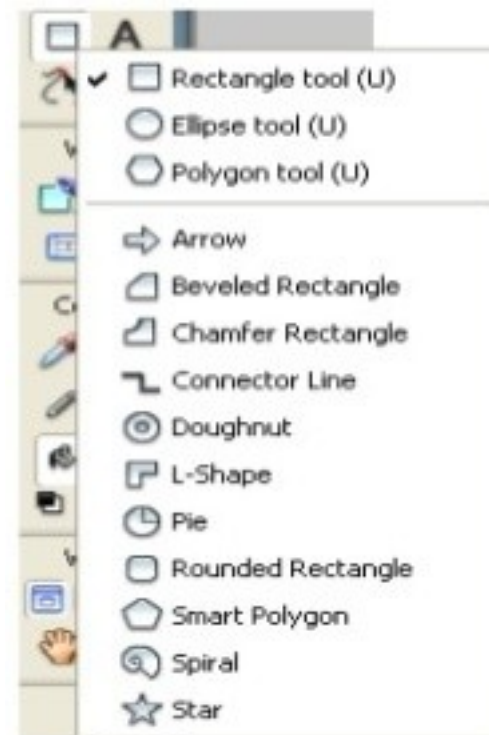 A
Rectangle tool (U)
Ellipse tool (U)
Polygon tool (U)
Arrow
Beveled Rectangle
Chamfer Rectangle
Connector Line
Doughnut
L-Shape
Pie
Rounded Rectangle
Smart Polygon
Spiral
Star